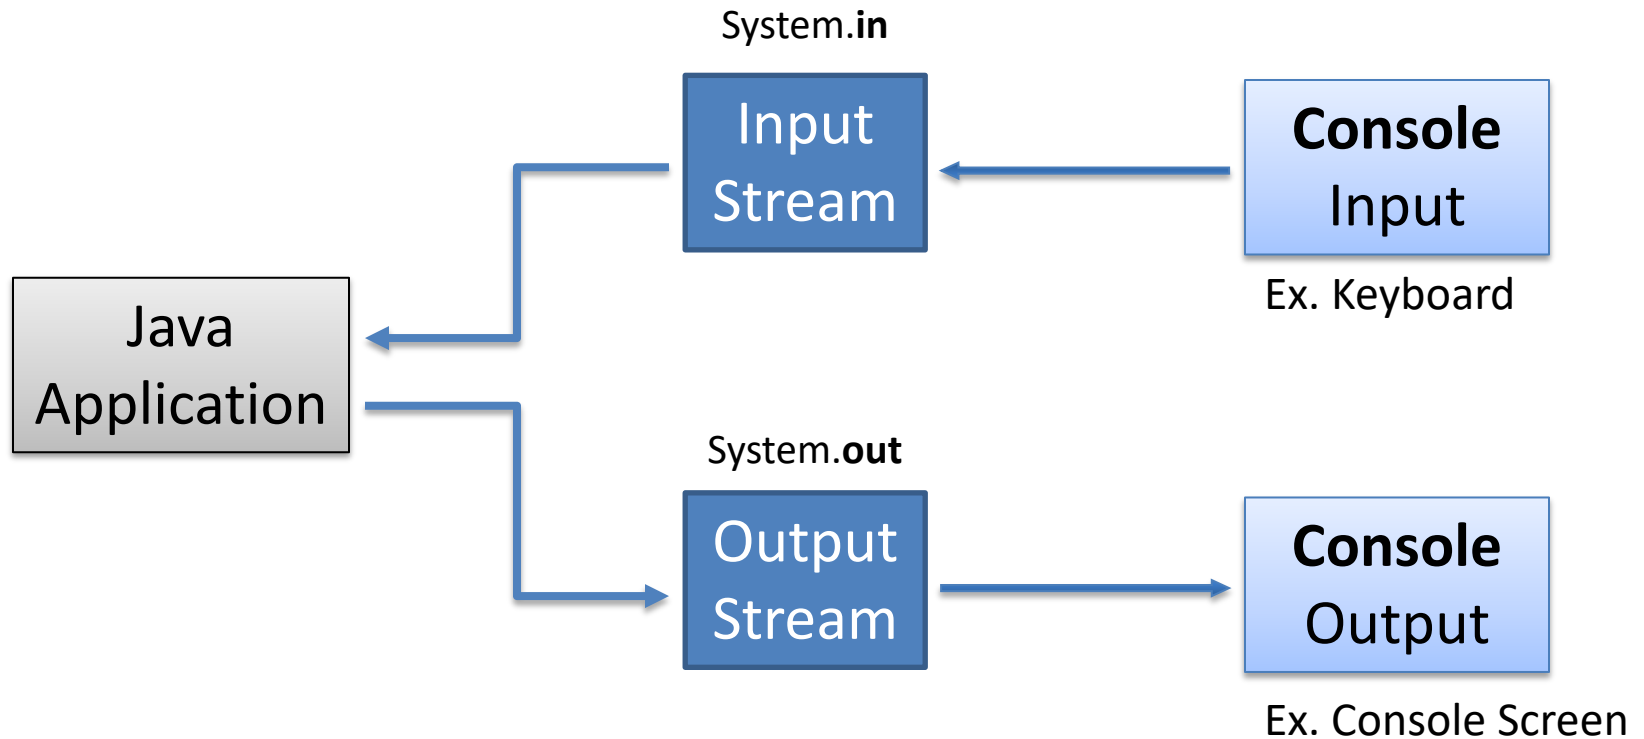 System.in
Input
Stream
Console
Input
Ex. Keyboard
Java
Application
System.out
Output
Stream
Console
Output
Ex. Console Screen